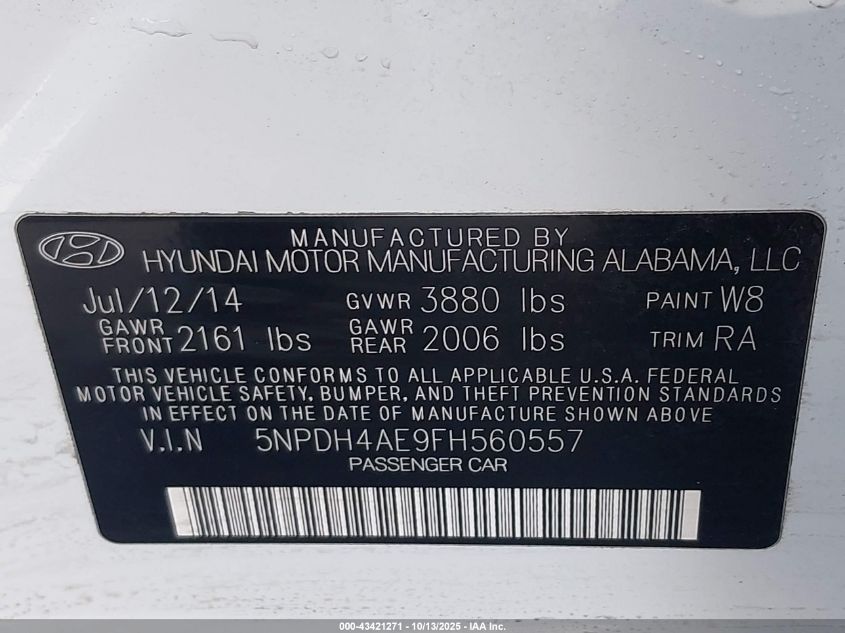 MANUFACTURED BY
HYUNDAI MOTOR MANUFACTURING ALABAMA, LLC
Jul/12/14 GVWR 3880 lbs PAINT W8
GAWR FRONT 2161 lbs GAWR REAR 2006 lbs TRIM RA
THIS VEHICLE CONFORMS TO ALL APPLICABLE U.S.A. FEDERAL
MOTOR VEHICLE SAFETY, BUMPER, AND THEFT PREVENTION STANDARDS
IN EFFECT ON THE DATE OF MANUFACTURE SHOWN ABOVE
V.I.N 5NPDH4AE9FH560557
PASSENGER CAR
000-43421271 - 10/13/2025 - IAA Inc.